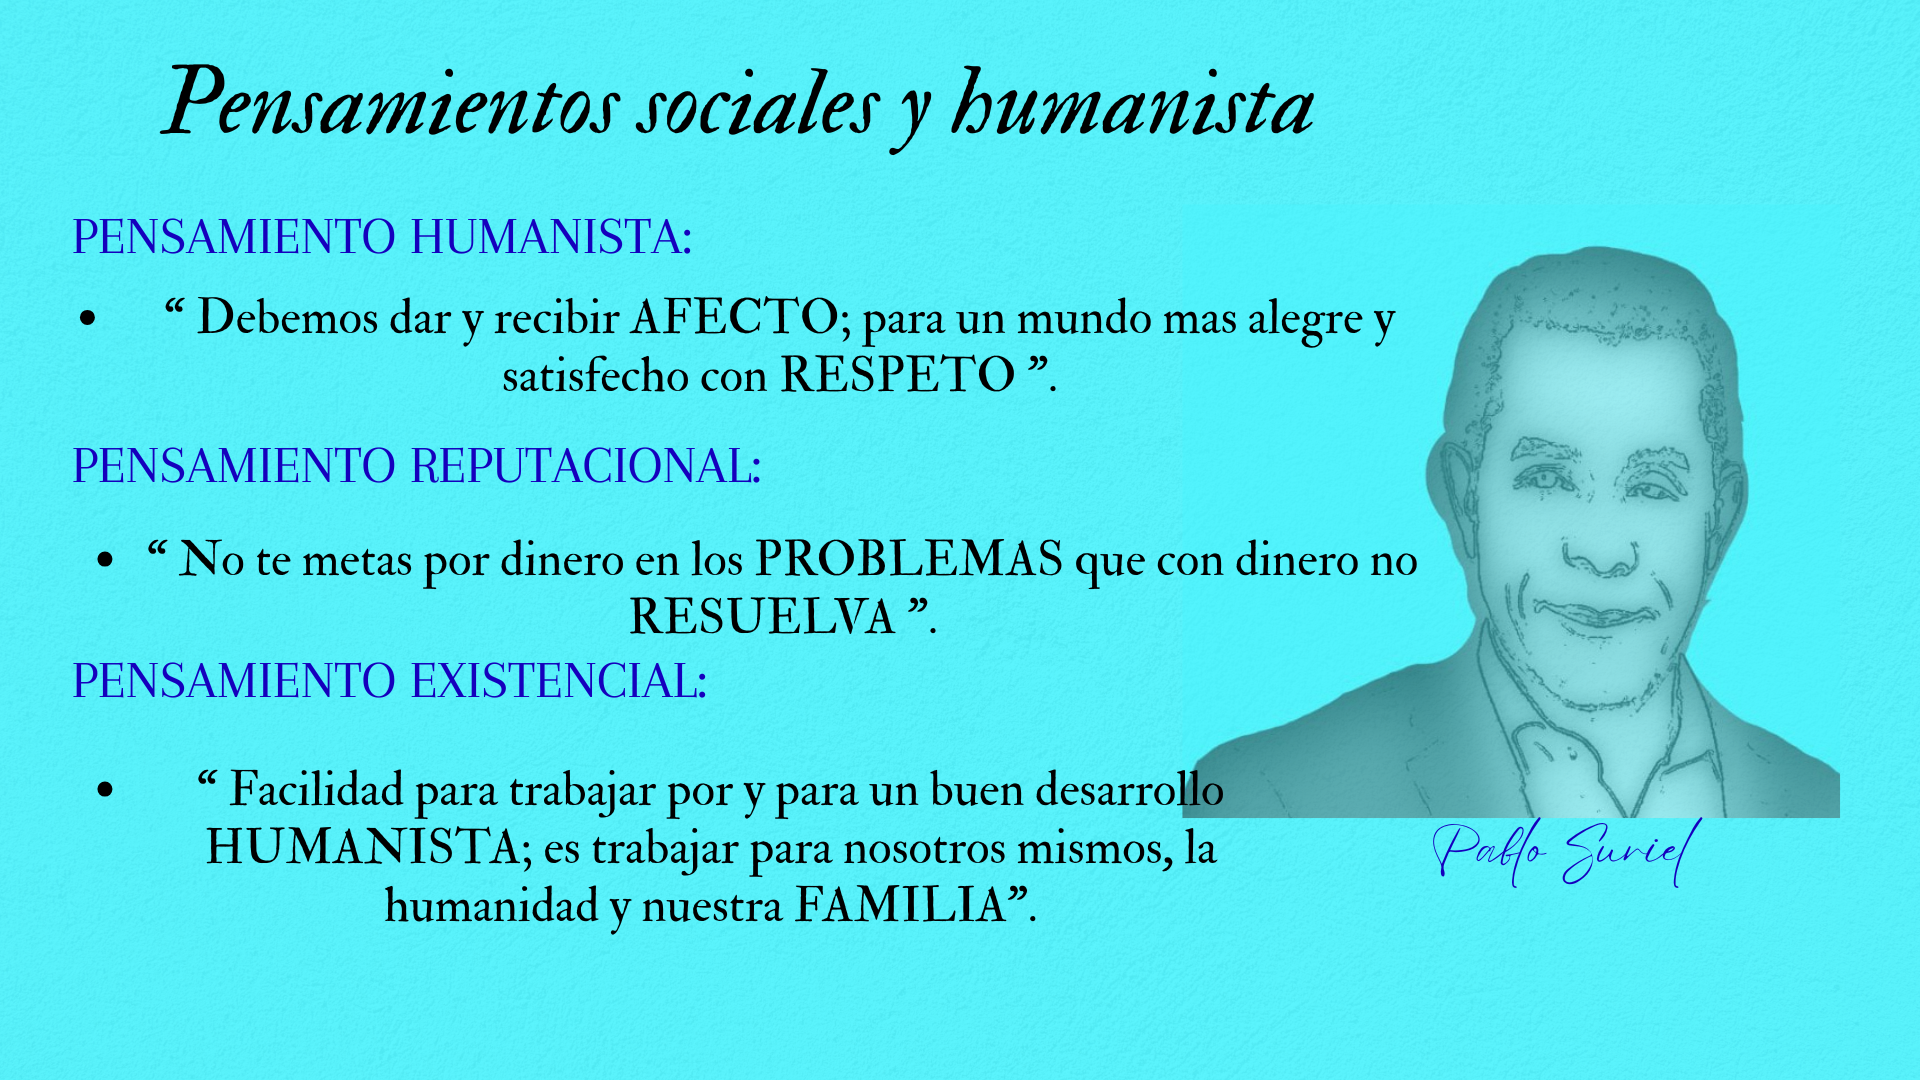 Pensamientos sociales y humanista
PENSAMIENTO HUMANISTA:
• “ Debemos dar y recibir AFECTO; para un mundo mas alegre y
satisfecho con RESPETO ”.
PENSAMIENTO REPUTACIONAL:
• “ No te metas por dinero en los PROBLEMAS que con dinero no
RESUELVA ”.
PENSAMIENTO EXISTENCIAL:
• “ Facilidad para trabajar por y para un buen desarrollo
HUMANISTA; es trabajar para nosotros mismos, la
humanidad y nuestra FAMILIA”.
Pablo Suriel